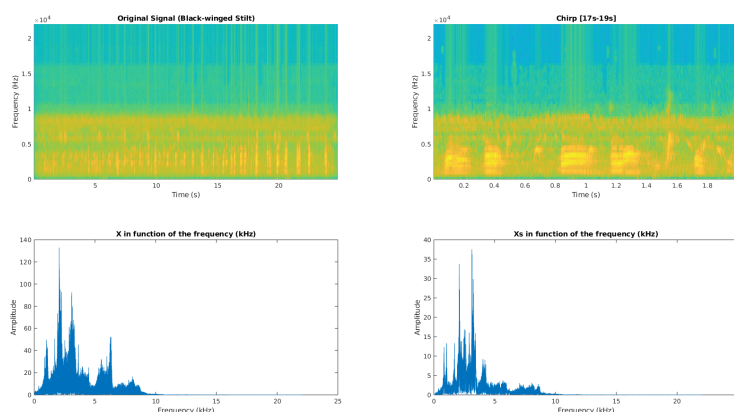 Original Signal (Black-winged Stilt)
×10⁴
2
1.5
1
0.5
0
Frequency (Hz)
5 10 15 20
Time (s)
Chirp [17s-19s]
×10⁴
2
1.5
1
0.5
0
Frequency (Hz)
0.2 0.4 0.6 0.8 1 1.2 1.4 1.6 1.8
Time (s)
X in function of the frequency (kHz)
140
120
100
80
60
40
20
0
Amplitude
0 5 10 15 20 25
Frequency (kHz)
Xs in function of the frequency (kHz)
40
35
30
25
20
15
10
5
0
Amplitude
0 5 10 15 20
Frequency (kHz)